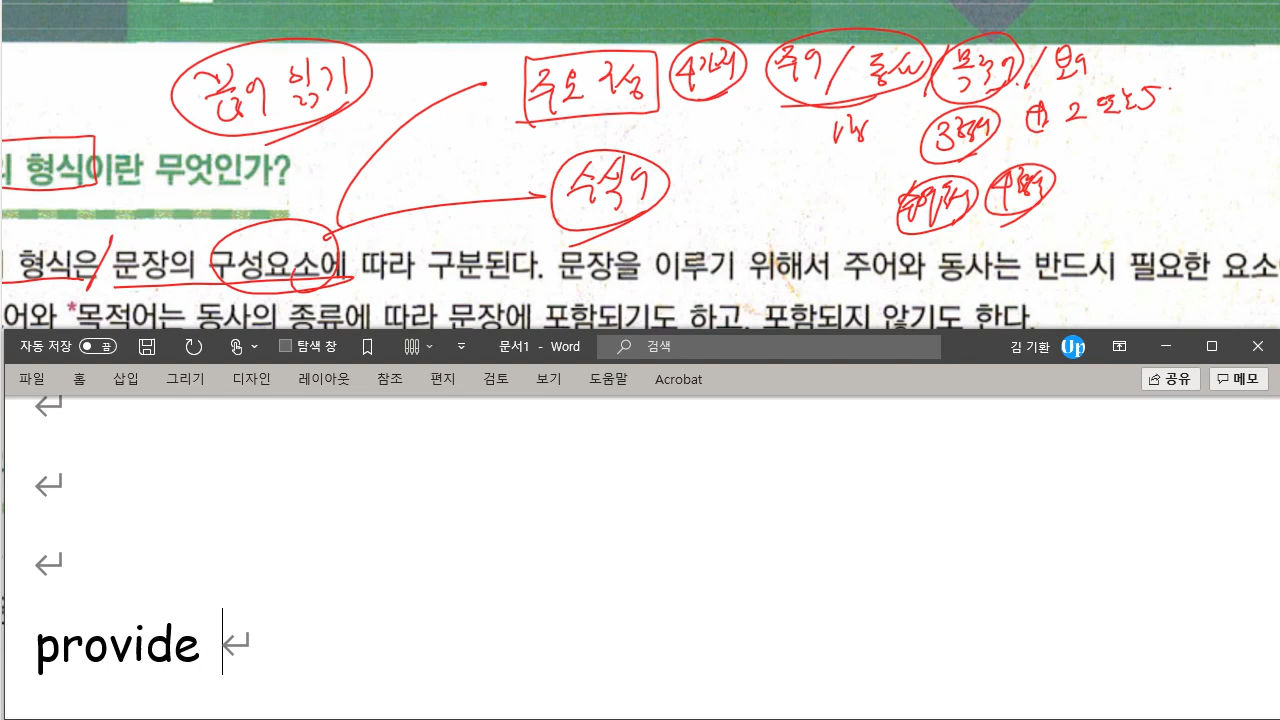 끊어 읽기
주요 구성 4가지 주어 / 동사 / 목적어 / 보어
1형 3형식 ⊕ 2 또는 5
수식어
4형식
형식이란 무엇인가?
형식은 / 문장의 구성요소에 따라 구분된다. 문장을 이루기 위해서 주어와 동사는 반드시 필요한 요소
어와 *목적어는 동사의 종류에 따라 문장에 포함되기도 하고, 포함되지 않기도 한다.
자동 저장 끔 탐색 창 문서1 - Word 검색 김 기환 Up
파일 홈 삽입 그리기 디자인 레이아웃 참조 편지 검토 보기 도움말 Acrobat 공유 메모
provide